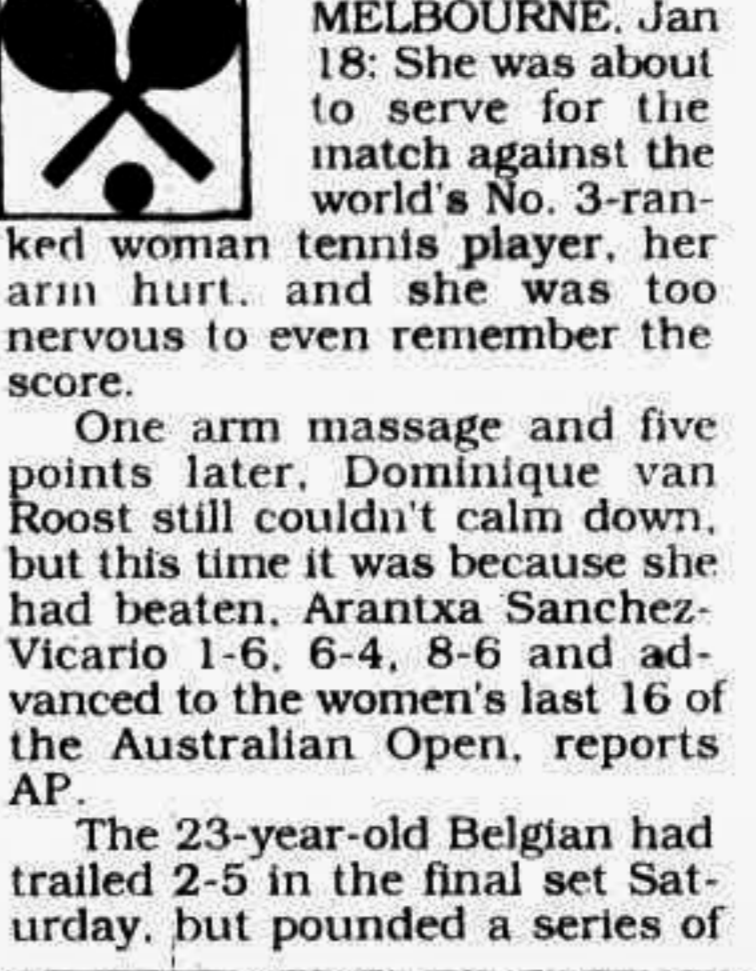 MELBOURNE, Jan
18: She was about
to serve for the
match against the
world's No. 3-ran-
ked woman tennis player, her
arm hurt, and she was too
nervous to even remember the
score.
One arm massage and five
points later, Dominique van
Roost still couldn't calm down,
but this time it was because she
had beaten, Arantxa Sanchez-
Vicario 1-6, 6-4, 8-6 and ad-
vanced to the women's last 16 of
the Australian Open, reports
AP.
The 23-year-old Belgian had
trailed 2-5 in the final set Sat-
urday, but pounded a series of